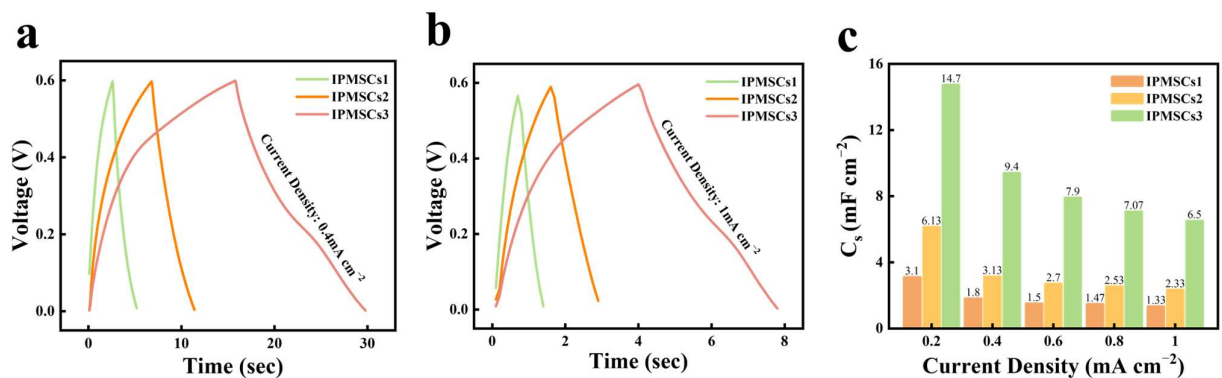 a
0.6
0.4
0.2
0.0
Voltage (V)
IPMSCs1
IPMSCs2
IPMSCs3
Current Density: 0.4mA cm⁻²
0
10
20
30
Time (sec)
b
0.6
0.4
0.2
0.0
Voltage (V)
IPMSCs1
IPMSCs2
IPMSCs3
Current Density: 1mA cm⁻²
0
2
4
6
8
Time (sec)
c
16
12
8
4
0
Cₛ (mF cm⁻²)
IPMSCs1
IPMSCs2
IPMSCs3
3.1
6.13
14.7
1.8
3.13
9.4
1.5
2.7
7.9
1.47
2.53
7.07
1.33
2.33
6.5
0.2
0.4
0.6
0.8
1
Current Density (mA cm⁻²)